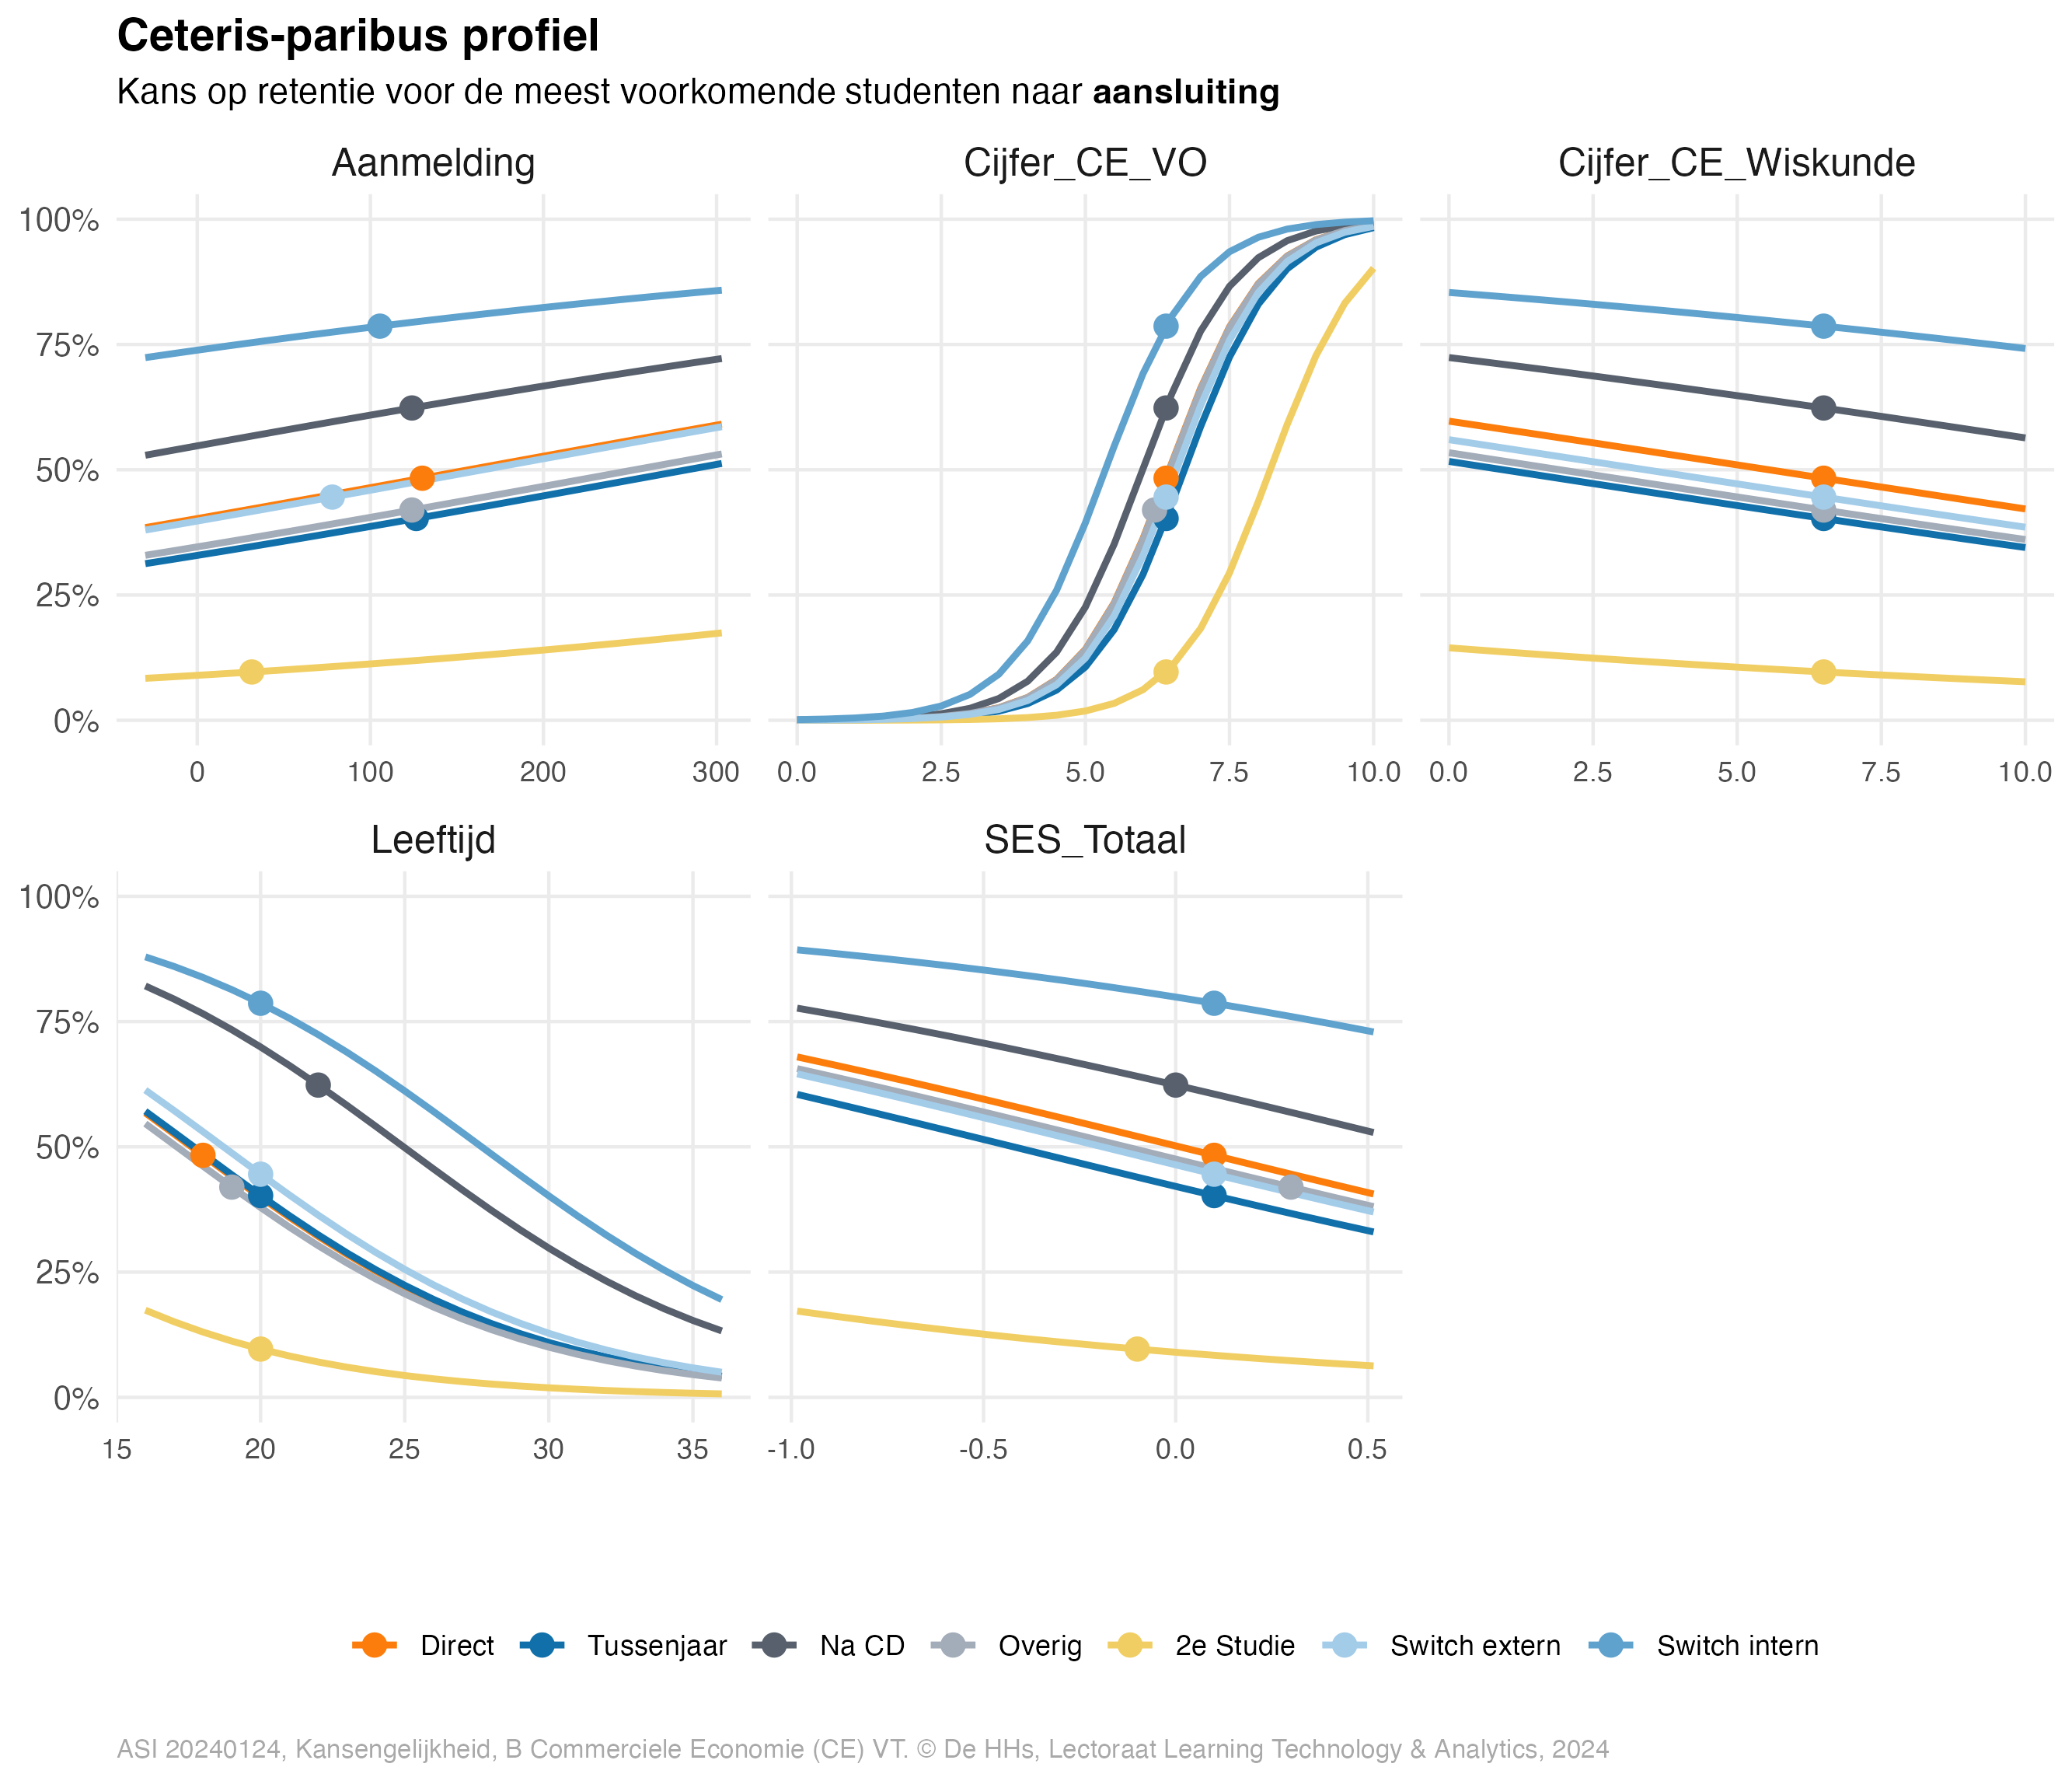 Ceteris-paribus profiel
Kans op retentie voor de meest voorkomende studenten naar aansluiting
Aanmelding
Cijfer_CE_VO
Cijfer_CE_Wiskunde
100%
75%
50%
25%
0%
0 100 200 300
0.0 2.5 5.0 7.5 10.0
0.0 2.5 5.0 7.5 10.0
Leeftijd
SES_Totaal
100%
75%
50%
25%
0%
15 20 25 30 35
-1.0 -0.5 0.0 0.5
Direct Tussenjaar Na CD Overig 2e Studie Switch extern Switch intern
ASI 20240124, Kansengelijkheid, B Commerciele Economie (CE) VT. © De HHs, Lectoraat Learning Technology & Analytics, 2024